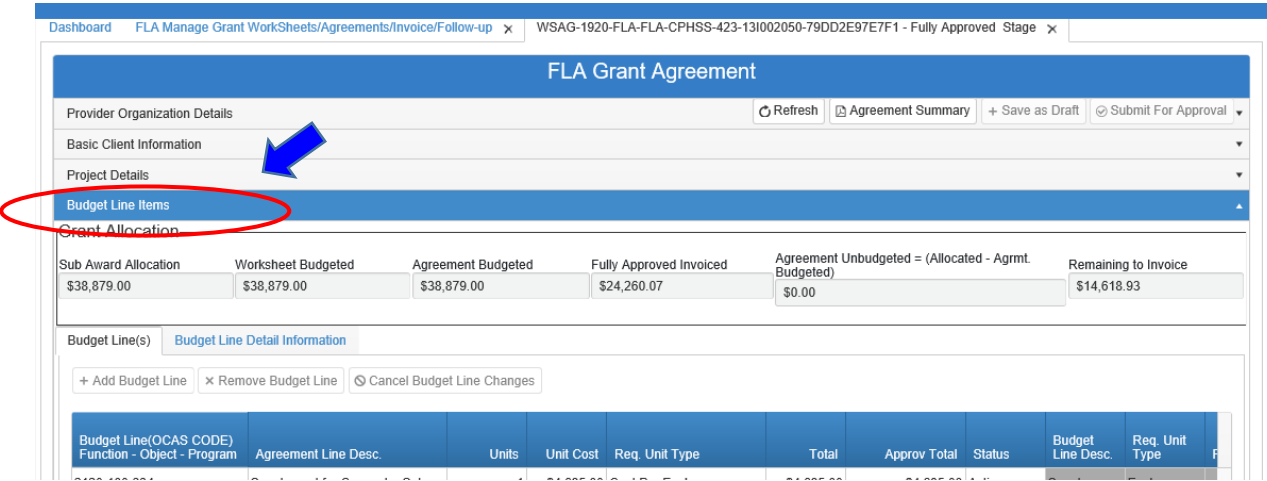 Dashboard FLA Manage Grant WorkSheets/Agreements/Invoice/Follow-up x WSAG-1920-FLA-FLA-CPHSS-423-13I002050-79DD2E97E7F1 - Fully Approved Stage x
FLA Grant Agreement
Provider Organization Details Refresh Agreement Summary + Save as Draft Submit For Approval
Basic Client Information
Project Details
Budget Line Items
Grant Allocation
Sub Award Allocation Worksheet Budgeted Agreement Budgeted Fully Approved Invoiced Agreement Unbudgeted = (Allocated - Agrmt. Budgeted) Remaining to Invoice
$38,879.00 $38,879.00 $38,879.00 $24,260.07 $0.00 $14,618.93
Budget Line(s) Budget Line Detail Information
+ Add Budget Line x Remove Budget Line Cancel Budget Line Changes
Budget Line(OCAS CODE) Budget Req. Unit
Function - Object - Program Agreement Line Desc. Units Unit Cost Req. Unit Type Total Approv Total Status Line Desc. Type